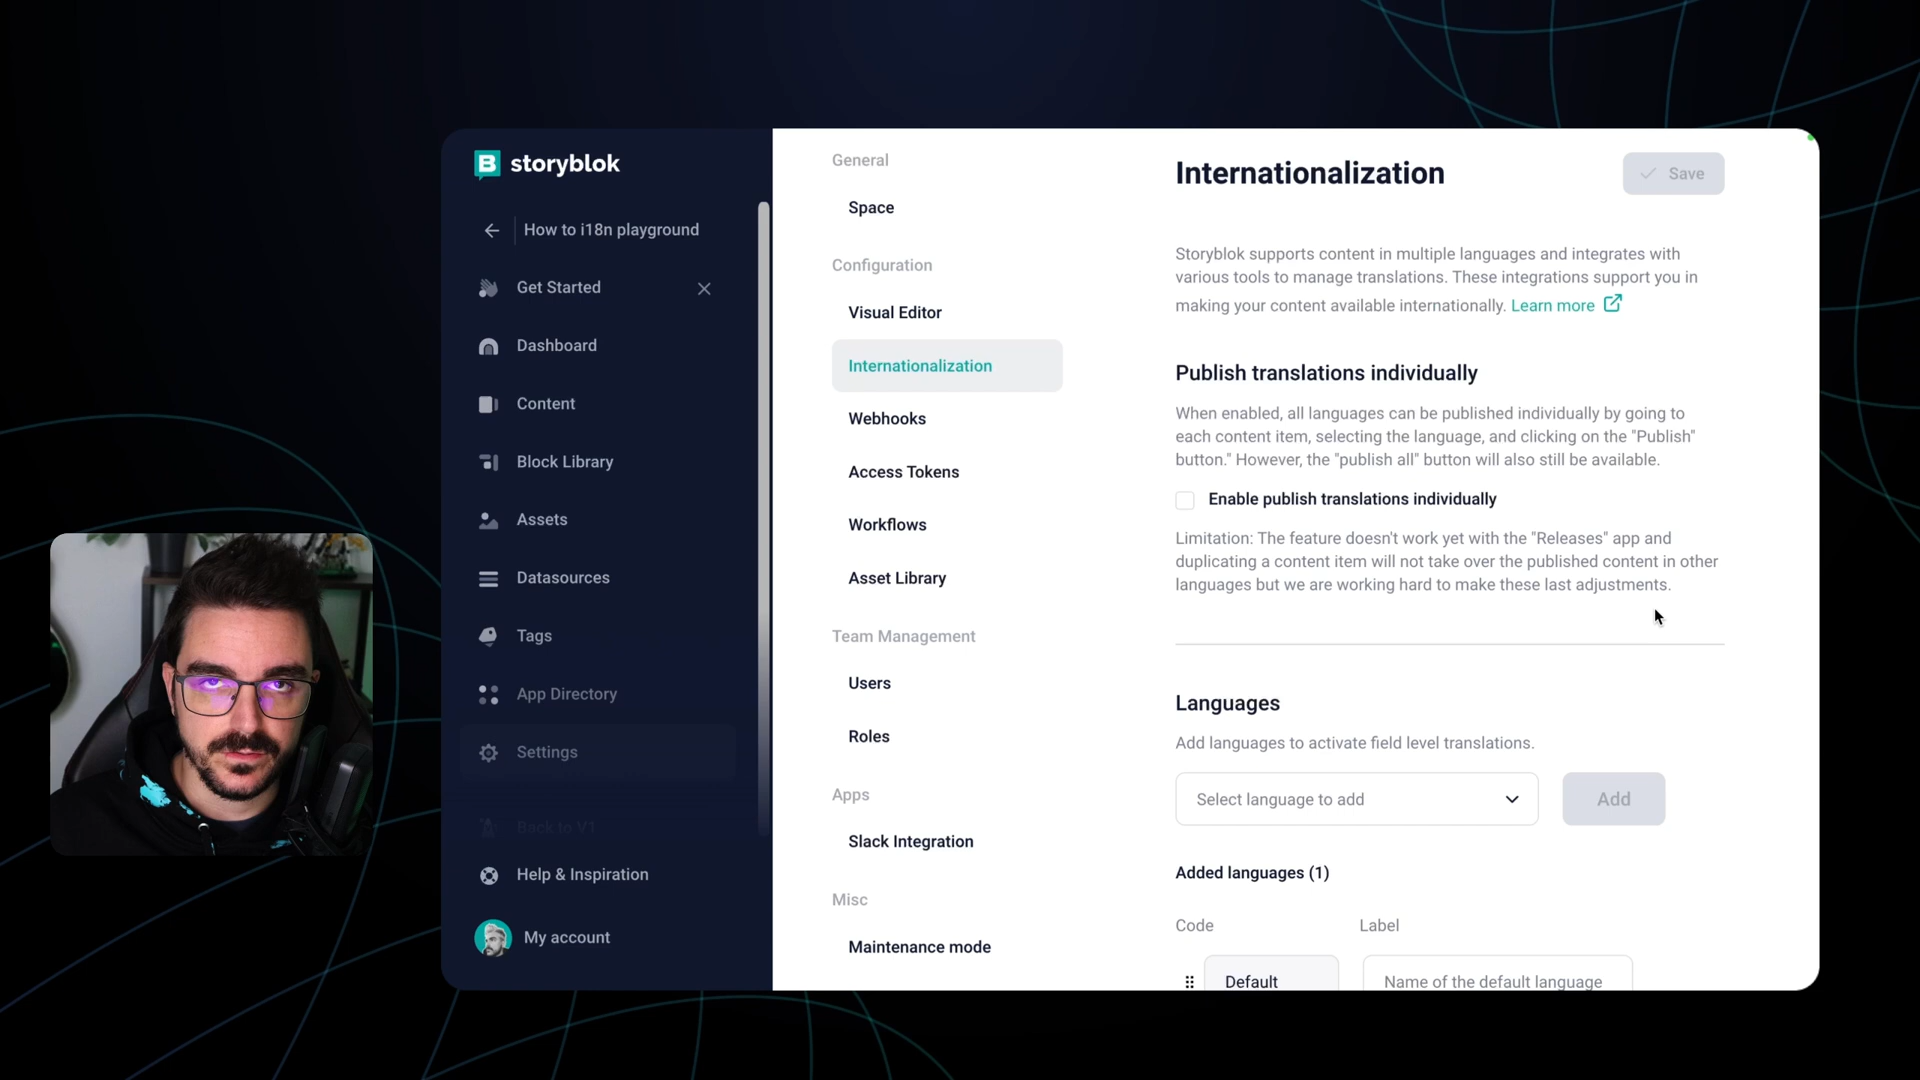 storyblok
How to i18n playground
Get Started
Dashboard
Content
Block Library
Assets
Datasources
Tags
App Directory
Settings
Back to V1
Help & Inspiration
My account
General
Space
Configuration
Visual Editor
Internationalization
Webhooks
Access Tokens
Workflows
Asset Library
Team Management
Users
Roles
Apps
Slack Integration
Misc
Maintenance mode
Internationalization
Save
Storyblok supports content in multiple languages and integrates with
various tools to manage translations. These integrations support you in
making your content available internationally. Learn more
Publish translations individually
When enabled, all languages can be published individually by going to
each content item, selecting the language, and clicking on the "Publish"
button." However, the "publish all" button will also still be available.
Enable publish translations individually
Limitation: The feature doesn't work yet with the "Releases" app and
duplicating a content item will not take over the published content in other
languages but we are working hard to make these last adjustments.
Languages
Add languages to activate field level translations.
Select language to add
Add
Added languages (1)
Code Label
Default Name of the default language